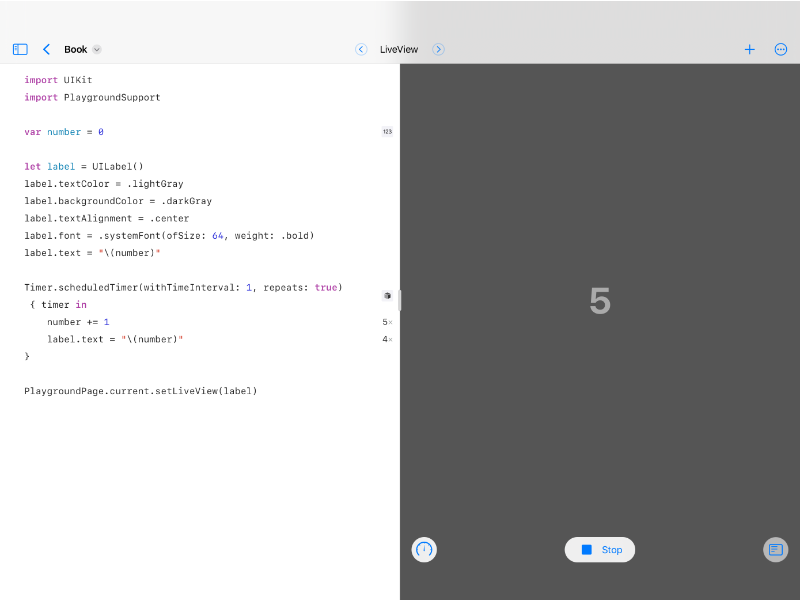 Book
LiveView
import UIKit
import PlaygroundSupport
var number = 0
123
let label = UILabel()
label.textColor = .lightGray
label.backgroundColor = .darkGray
label.textAlignment = .center
label.font = .systemFont(ofSize: 64, weight: .bold)
label.text = "\(number)"
Timer.scheduledTimer(withTimeInterval: 1, repeats: true)
{ timer in
number += 1
5×
label.text = "\(number)"
4×
}
PlaygroundPage.current.setLiveView(label)
5
Stop